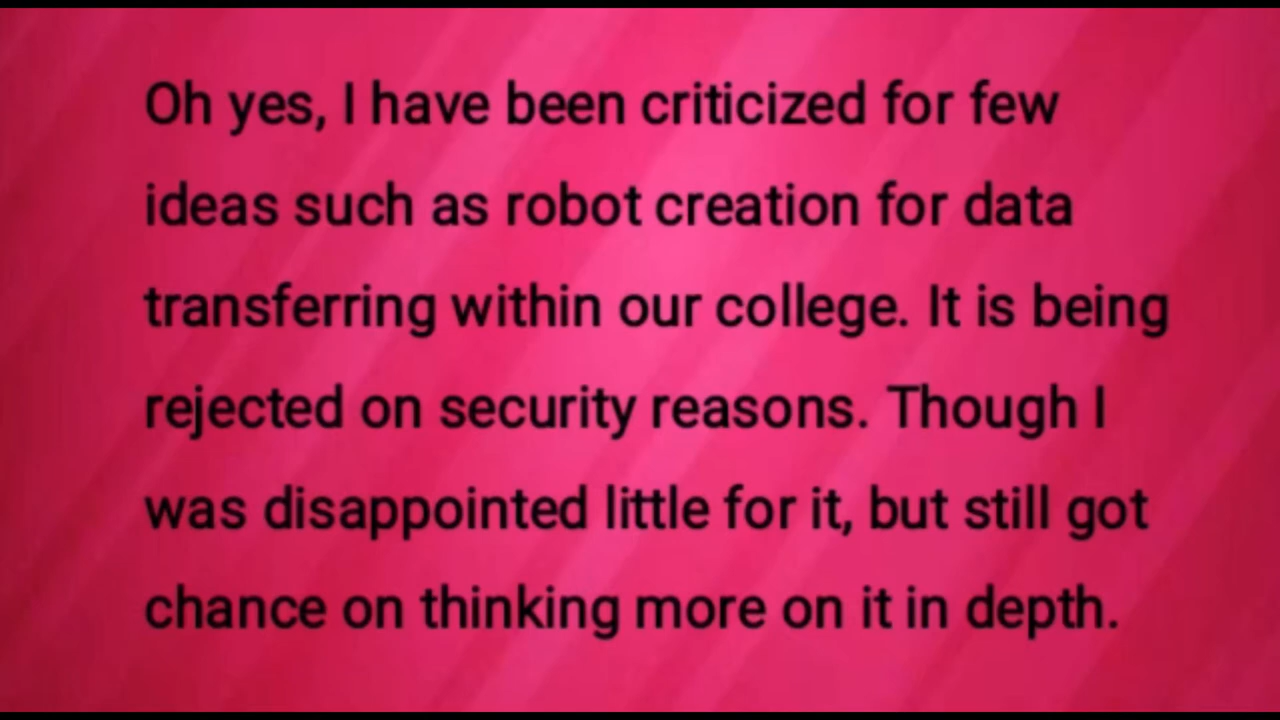 Oh yes, I have been criticized for few
ideas such as robot creation for data
transferring within our college. It is being
rejected on security reasons. Though I
was disappointed little for it, but still got
chance on thinking more on it in depth.